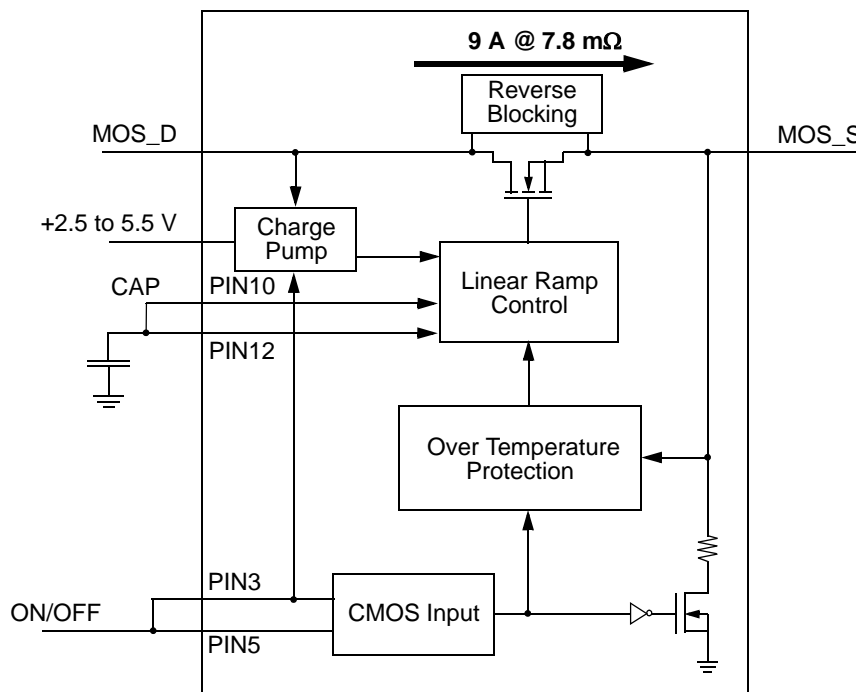 9 A @ 7.8 mΩ
Reverse
Blocking
MOS_D
MOS_S
+2.5 to 5.5 V
Charge
Pump
CAP
PIN10
Linear Ramp
Control
PIN12
Over Temperature
Protection
PIN3
ON/OFF
CMOS Input
PIN5